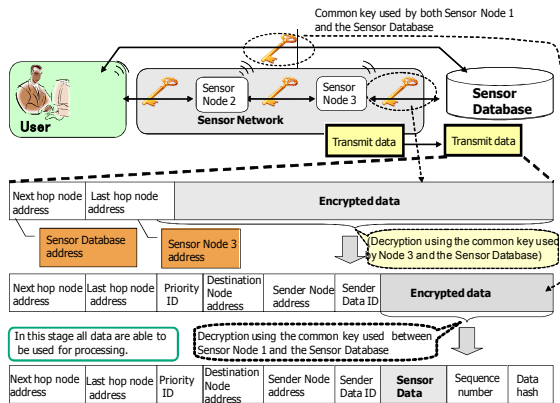 Common key used by both Sensor Node 1
and the Sensor Database
User
Sensor
Node 2
Sensor
Node 3
Sensor Network
Sensor
Database
Transmit data
Transmit data
Next hop node
address
Last hop node
address
Encrypted data
Sensor Database
address
Sensor Node 3
address
(Decryption using the common key used
by Node 3 and the Sensor Database)
Next hop node
address
Last hop node
address
Priority
ID
Destination
Node
address
Sender Node
address
Sender
Data ID
Encrypted data
In this stage all data are able to
be used for processing.
Decryption using the common key used between
Sensor Node 1 and the Sensor Database
Next hop node
address
Last hop node
address
Priority
ID
Destination
Node
address
Sender Node
address
Sender
Data ID
Sensor
Data
Sequence
number
Data
hash